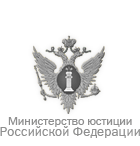 Министерство юстиции
Российской Федерации